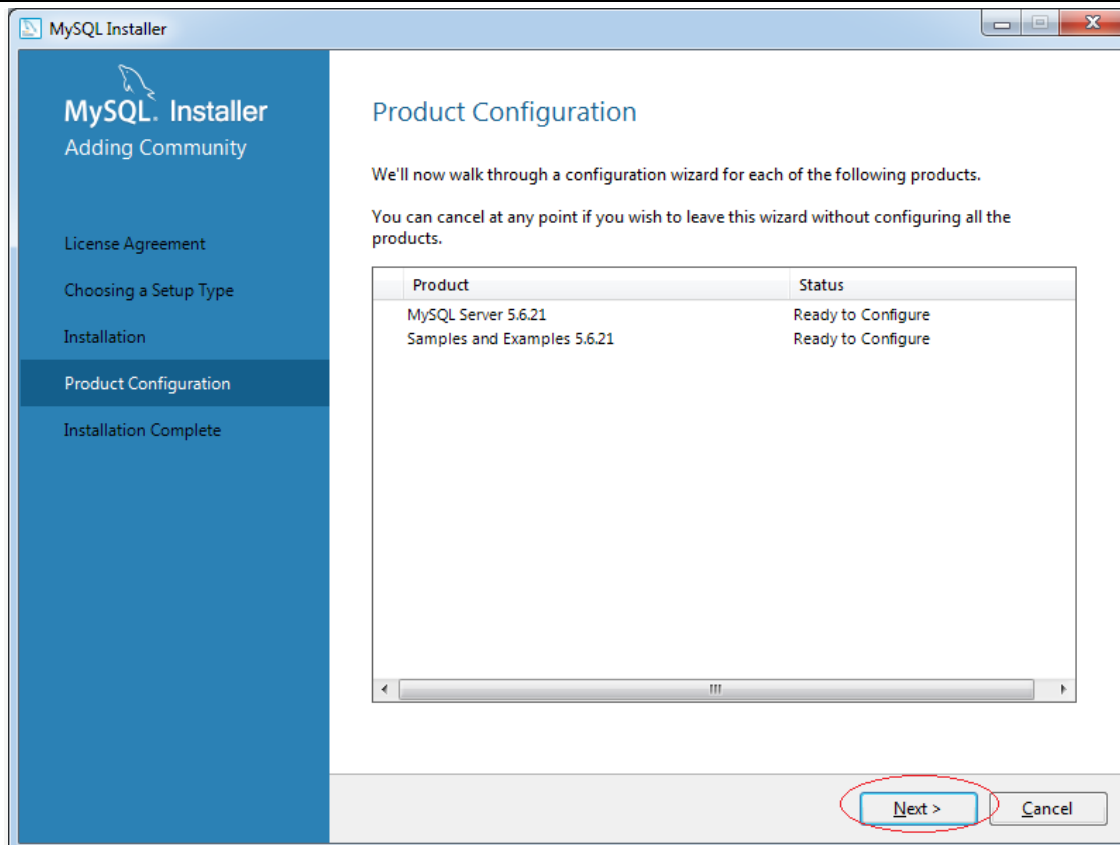 MySQL Installer
MySQL. Installer
Adding Community
License Agreement
Choosing a Setup Type
Installation
Product Configuration
Installation Complete
Product Configuration
We'll now walk through a configuration wizard for each of the following products.
You can cancel at any point if you wish to leave this wizard without configuring all the
products.
Product Status
MySQL Server 5.6.21 Ready to Configure
Samples and Examples 5.6.21 Ready to Configure
Next > Cancel